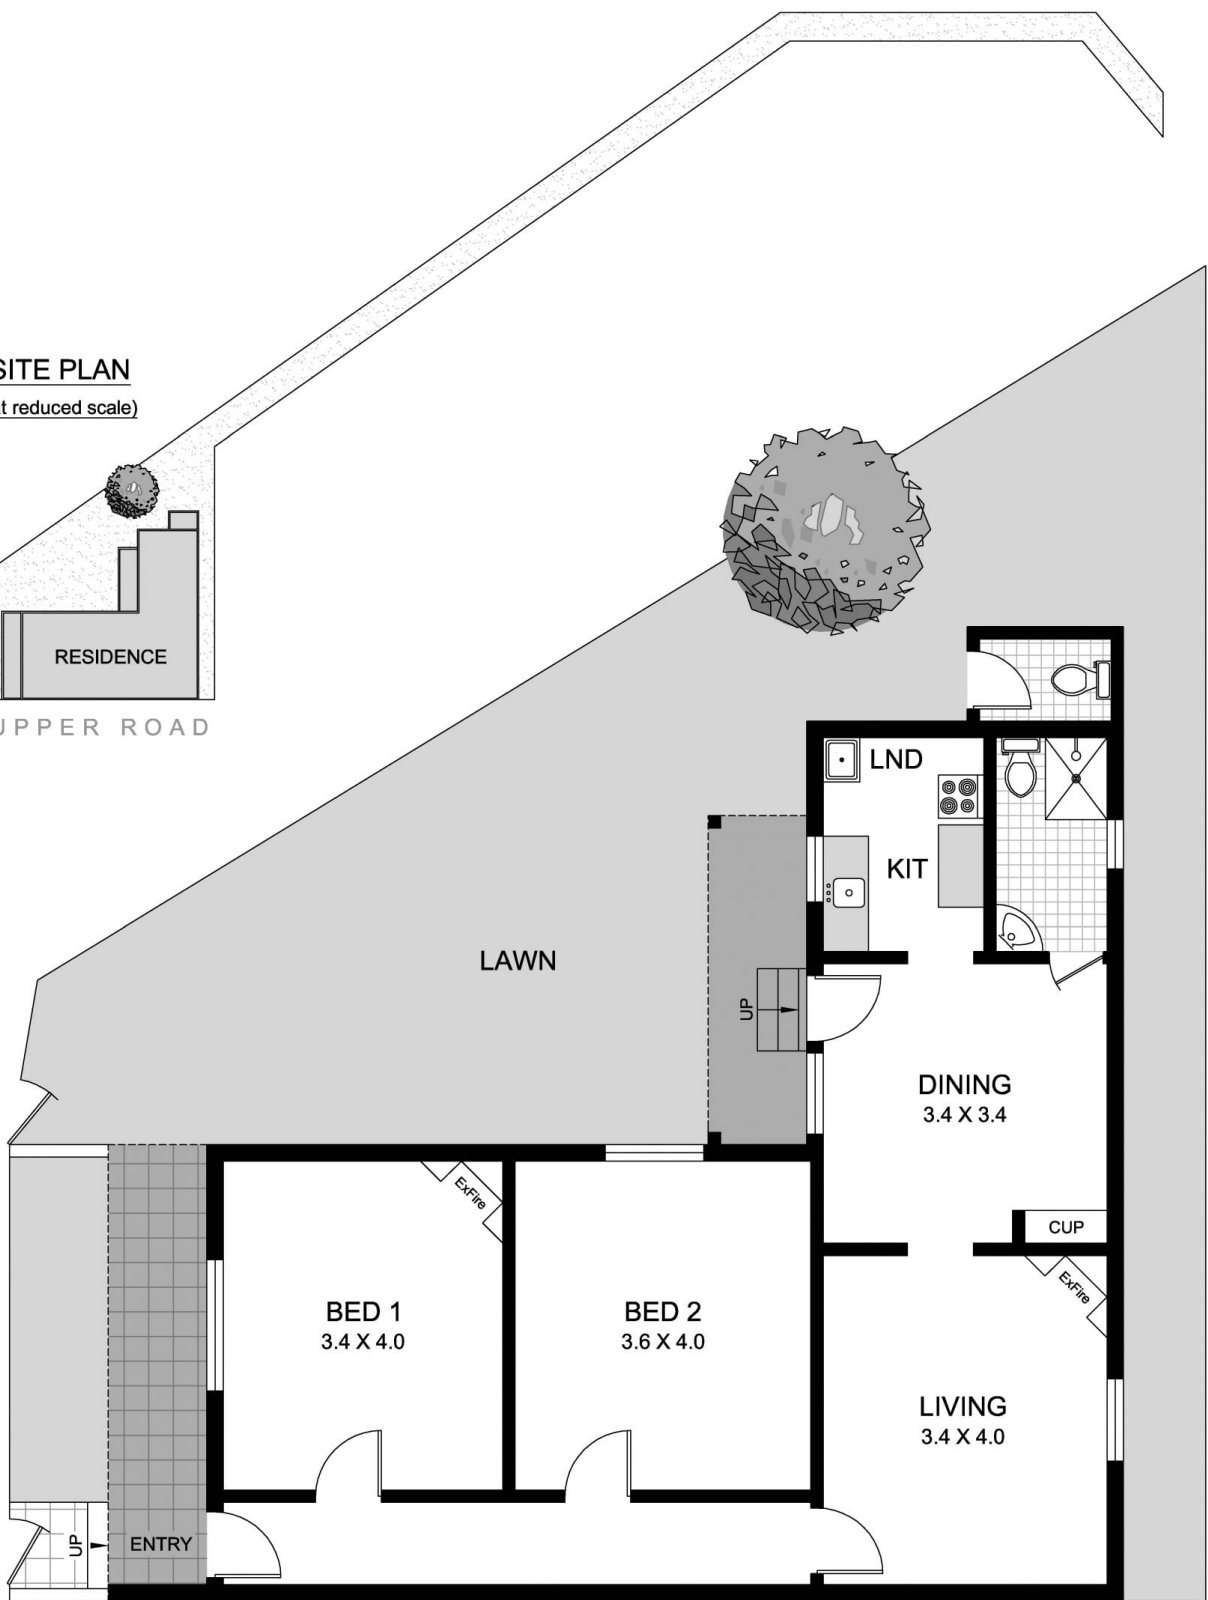 SITE PLAN
reduced scale)
RESIDENCE
UPPER ROAD
LND
KIT
LAWN
UP
DINING
3.4 X 3.4
CUP
ExFire
ExFire
BED 1
3.4 X 4.0
BED 2
3.6 X 4.0
LIVING
3.4 X 4.0
UP
ENTRY